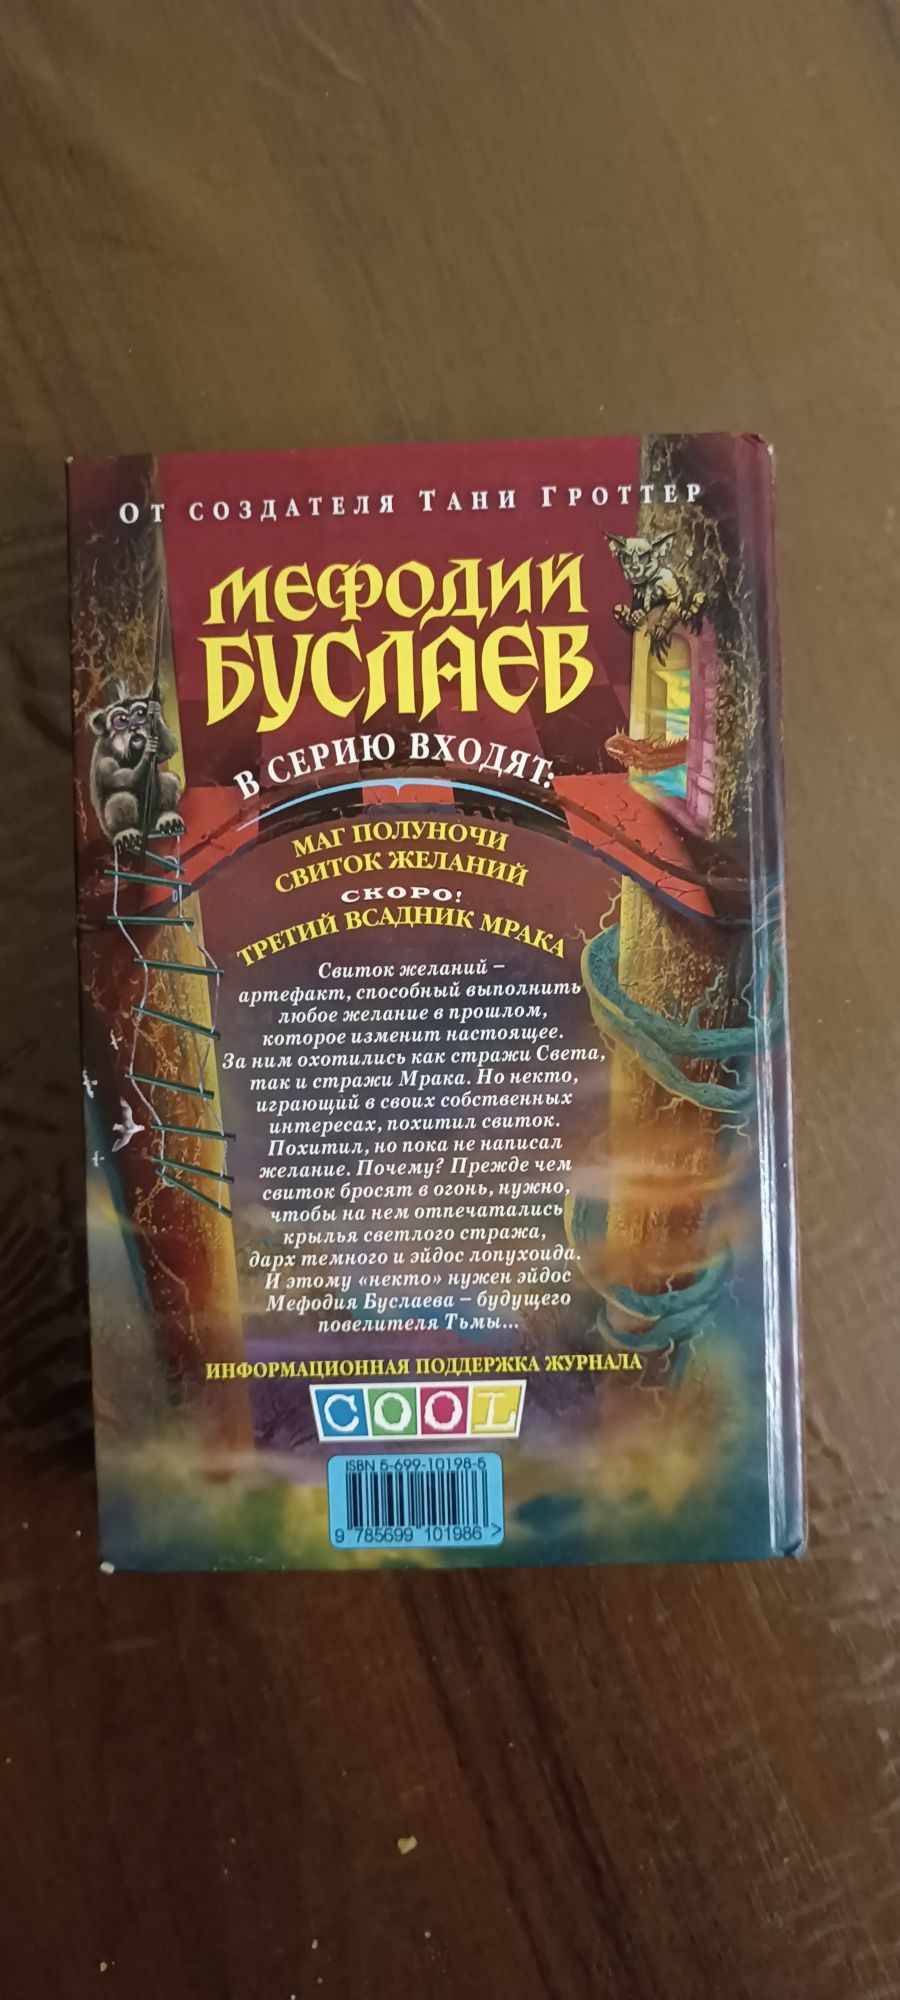 От создателя Тани Гроттер
МЕФОДИЙ
БУСЛАЕВ
В СЕРИЮ ВХОДЯТ:
МАГ ПОЛУНОЧИ
СВИТОК ЖЕЛАНИЙ
СКОРО!
ТРЕТИЙ ВСАДНИК МРАКА
Свиток желаний –
артефакт, способный выполнить
любое желание в прошлом,
которое изменит настоящее.
За ним охотились как стражи Света,
так и стражи Мрака. Но некто,
играющий в своих собственных
интересах, похитил свиток.
Похитил, но пока не написал
желание. Почему? Прежде чем
свиток бросят в огонь, нужно,
чтобы на нем отпечатались
крылья светлого стража,
дарх темного и эйдос лопухоида.
И этому «некто» нужен эйдос
Мефодия Буслаева – будущего
повелителя Тьмы...
ИНФОРМАЦИОННАЯ ПОДДЕРЖКА ЖУРНАЛА
COOL
ISBN 5-699-10198-5
9 785699 101986 >